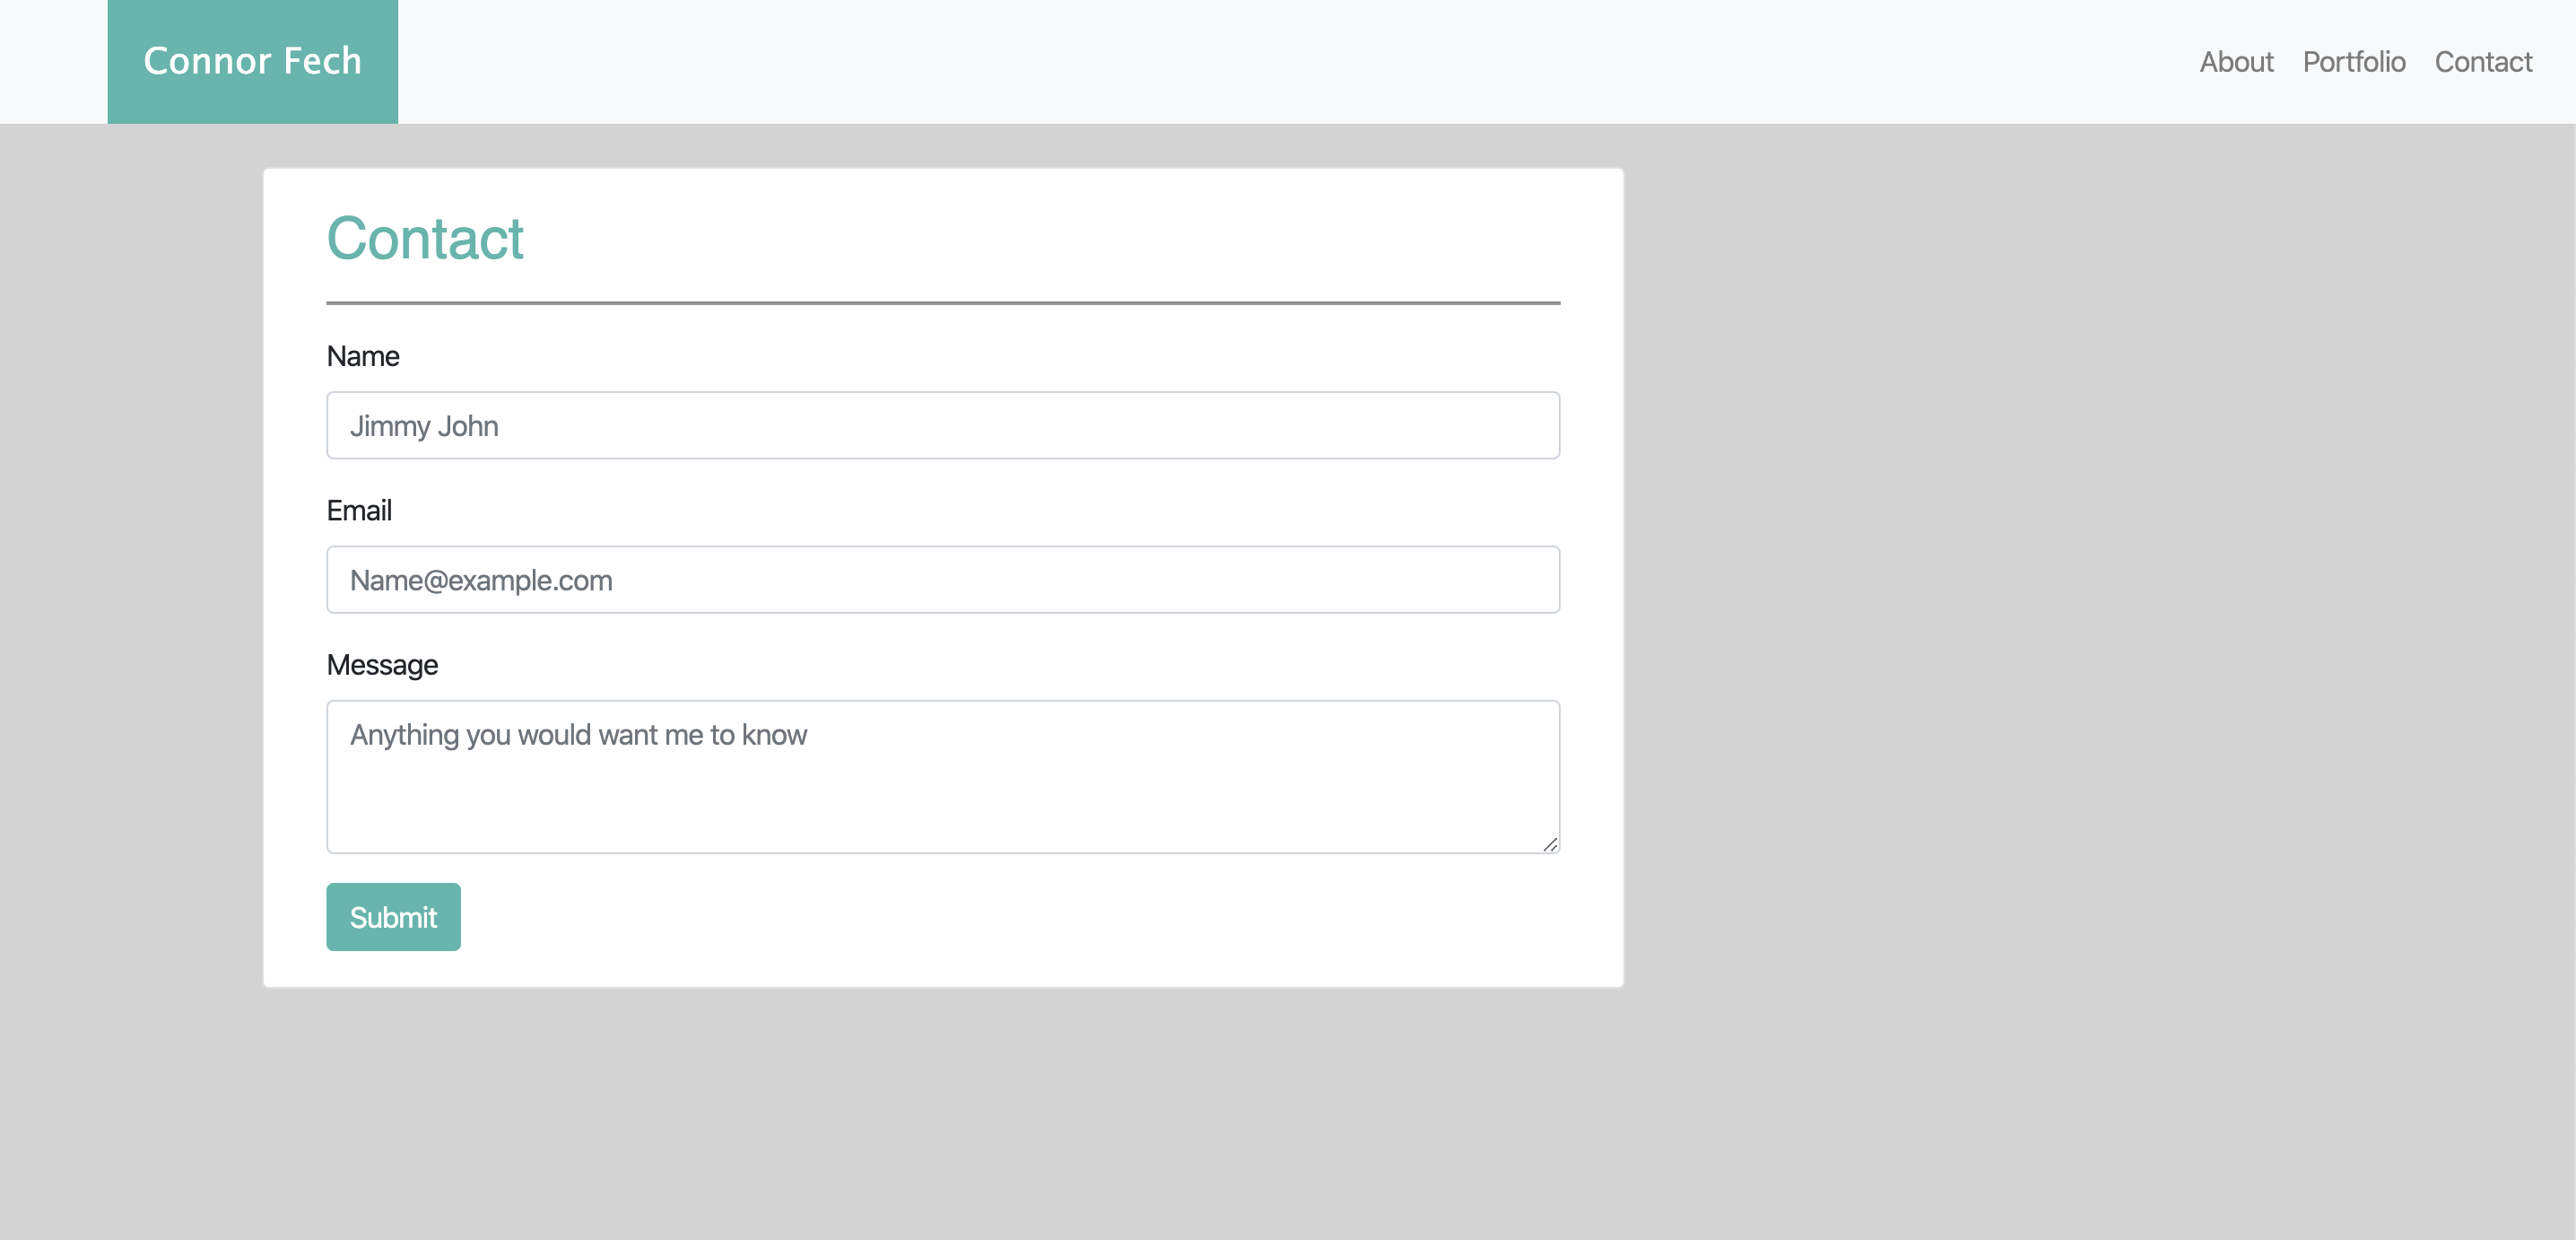 Connor Fech
About Portfolio Contact
Contact
Name
Jimmy John
Email
Name@example.com
Message
Anything you would want me to know
Submit